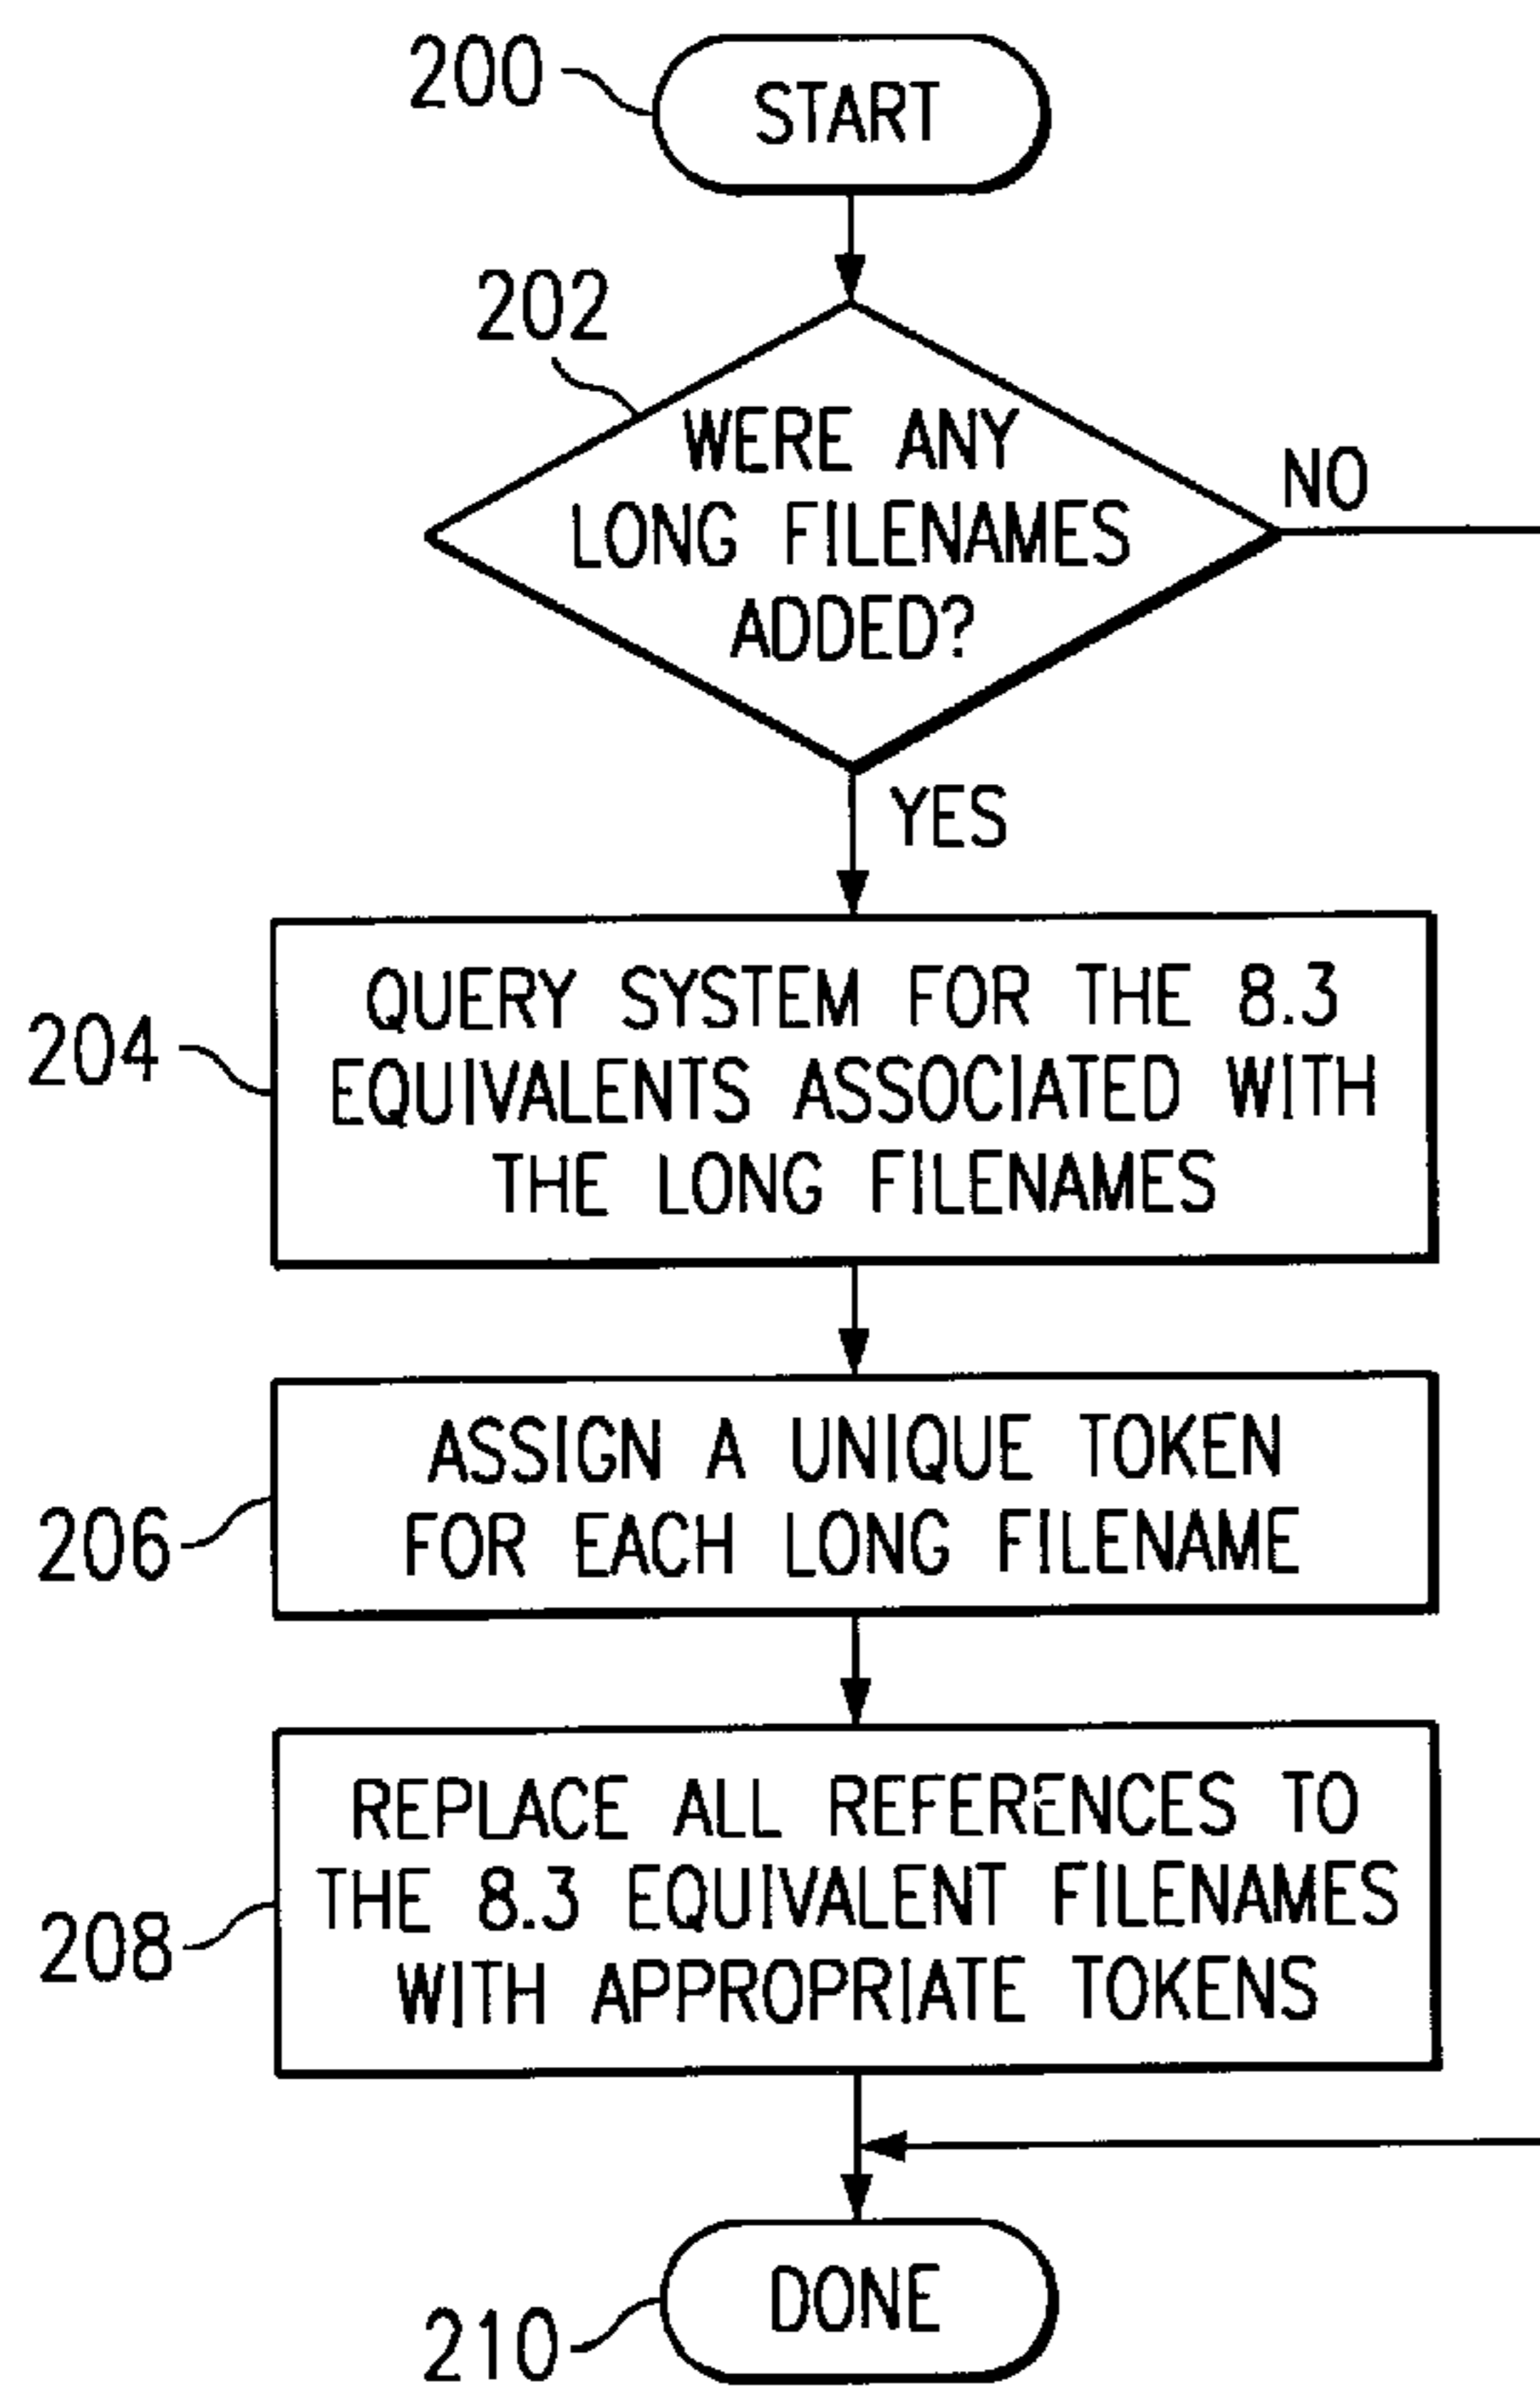 200
START
202
WERE ANY
LONG FILENAMES
ADDED?
NO
YES
204
QUERY SYSTEM FOR THE 8.3
EQUIVALENTS ASSOCIATED WITH
THE LONG FILENAMES
206
ASSIGN A UNIQUE TOKEN
FOR EACH LONG FILENAME
208
REPLACE ALL REFERENCES TO
THE 8.3 EQUIVALENT FILENAMES
WITH APPROPRIATE TOKENS
210
DONE